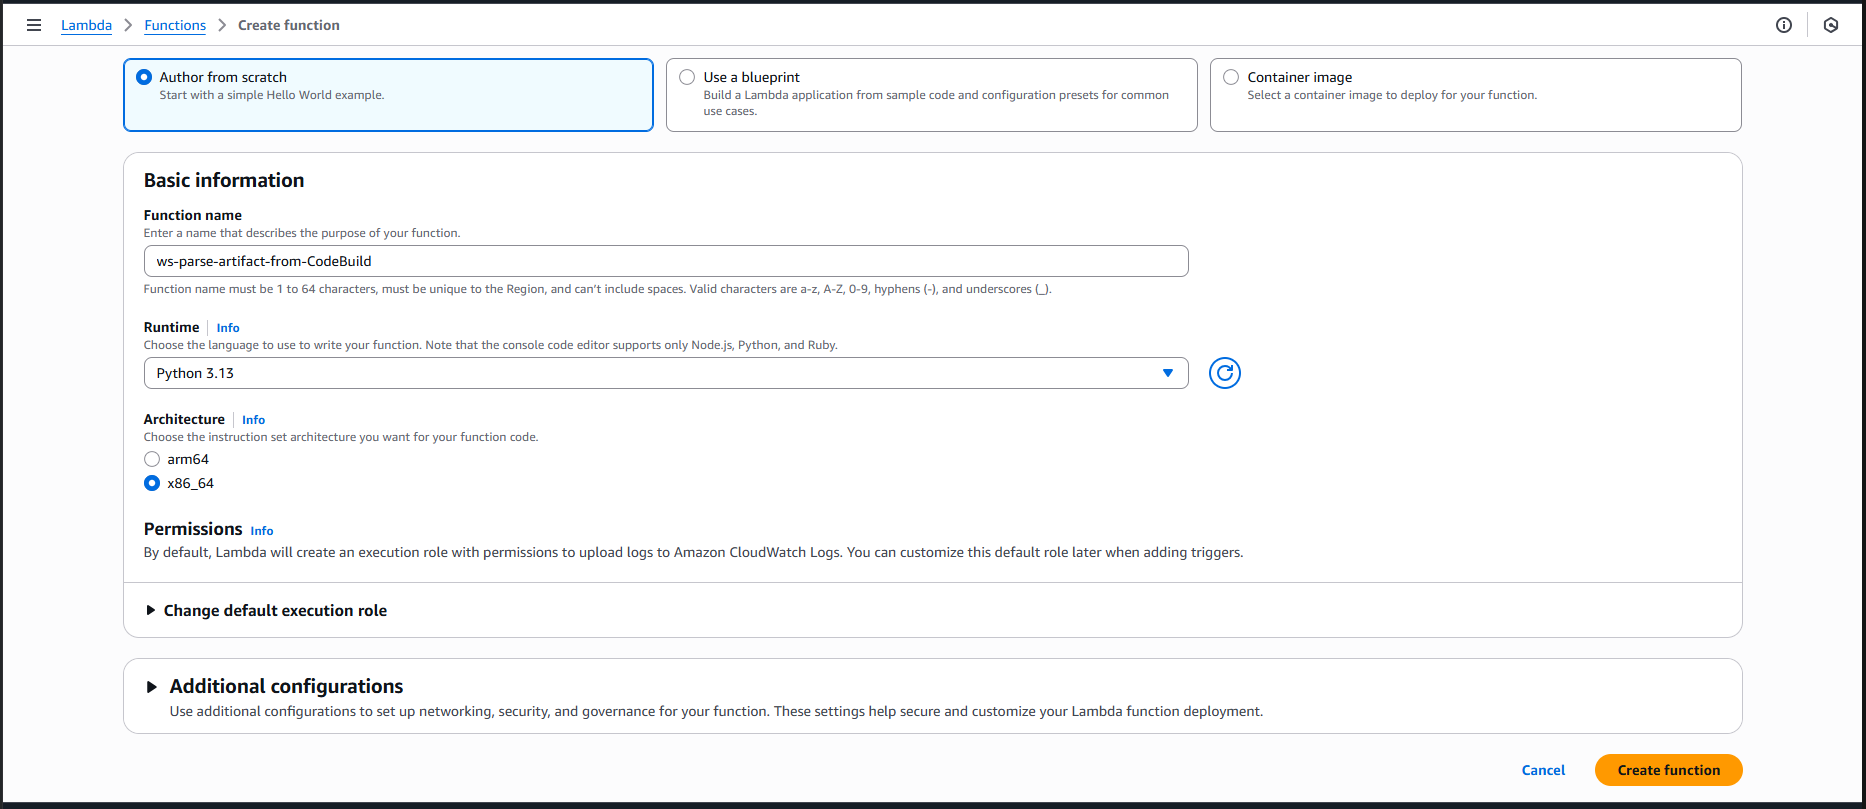 Lambda > Functions > Create function
Author from scratch
Start with a simple Hello World example.
Use a blueprint
Build a Lambda application from sample code and configuration presets for common
use cases.
Container image
Select a container image to deploy for your function.
Basic information
Function name
Enter a name that describes the purpose of your function.
ws-parse-artifact-from-CodeBuild
Function name must be 1 to 64 characters, must be unique to the Region, and can't include spaces. Valid characters are a-z, A-Z, 0-9, hyphens (-), and underscores (_).
Runtime Info
Choose the language to use to write your function. Note that the console code editor supports only Node.js, Python, and Ruby.
Python 3.13
Architecture Info
Choose the instruction set architecture you want for your function code.
arm64
x86_64
Permissions Info
By default, Lambda will create an execution role with permissions to upload logs to Amazon CloudWatch Logs. You can customize this default role later when adding triggers.
Change default execution role
Additional configurations
Use additional configurations to set up networking, security, and governance for your function. These settings help secure and customize your Lambda function deployment.
Cancel
Create function